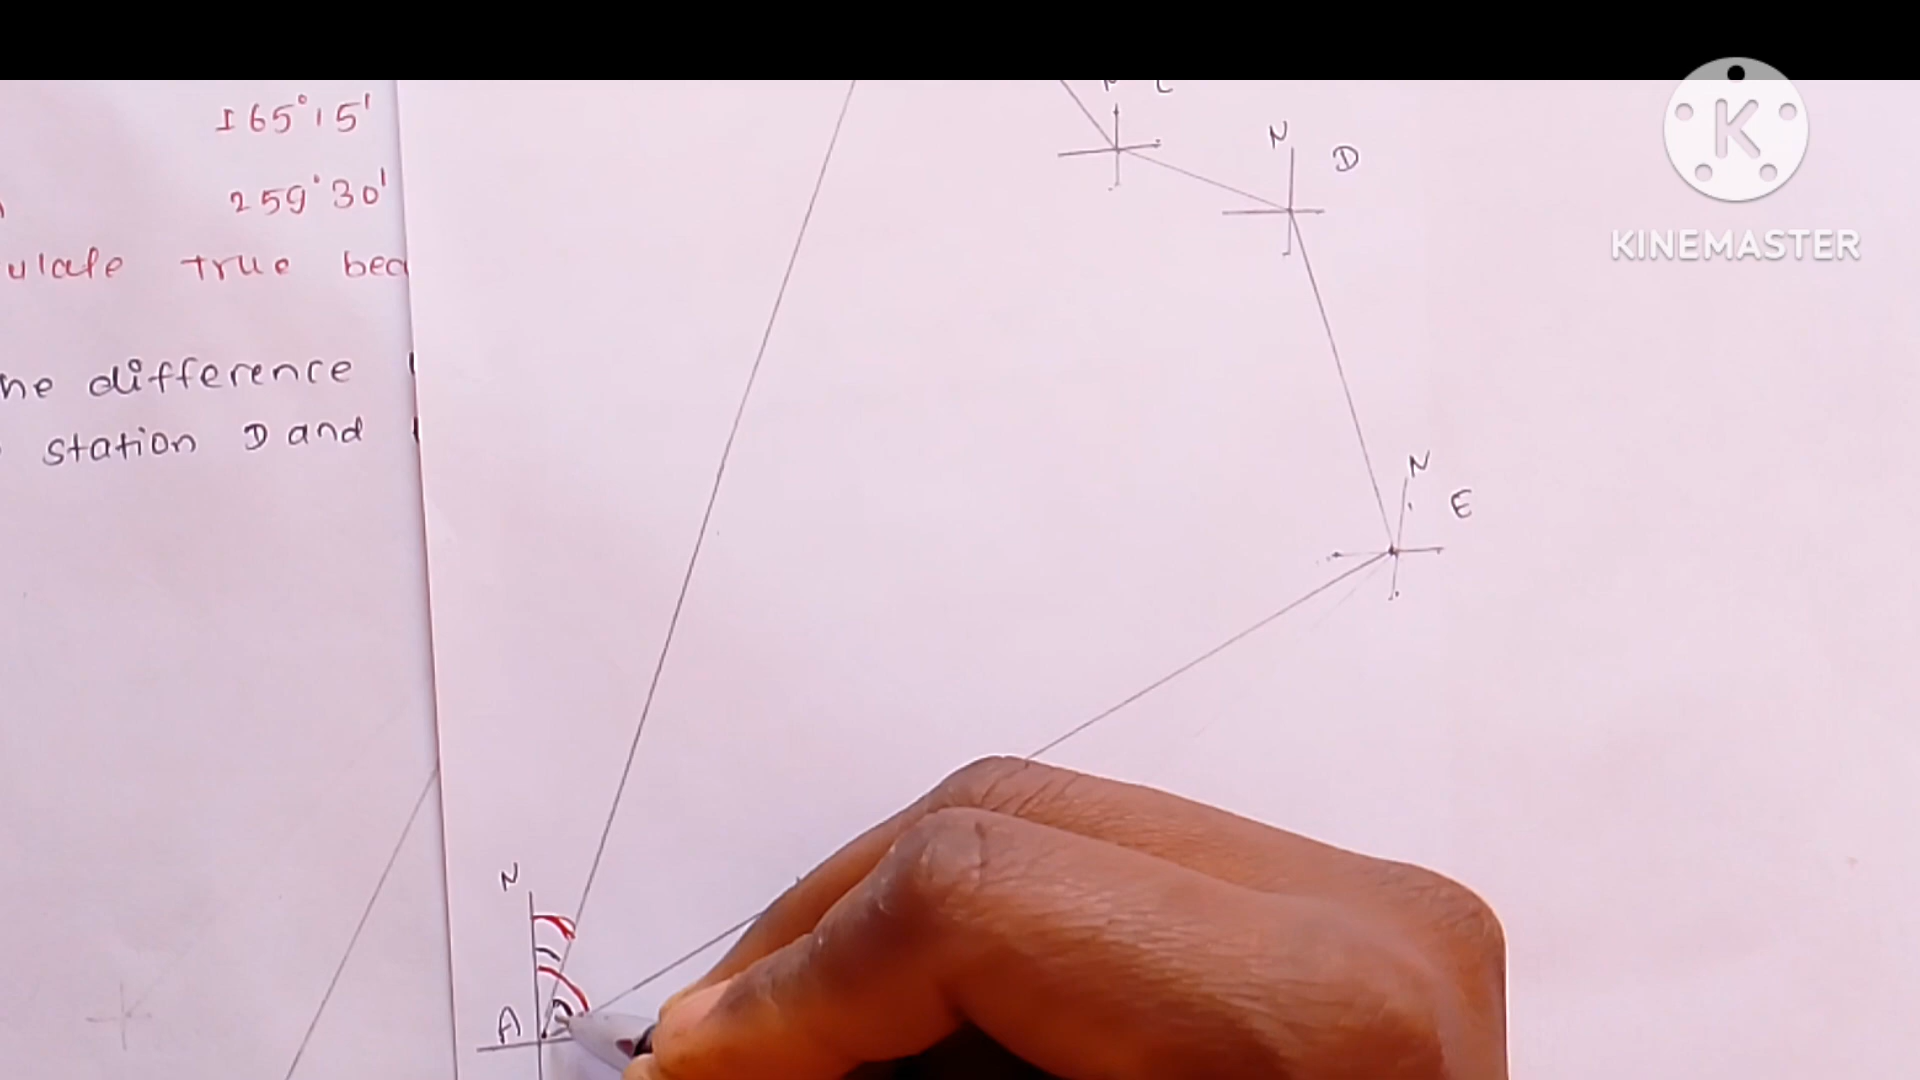 165°15'
259°30'
ulate true bea
he difference
station D and
N
D
N
E
N
A
K
KINEMASTER